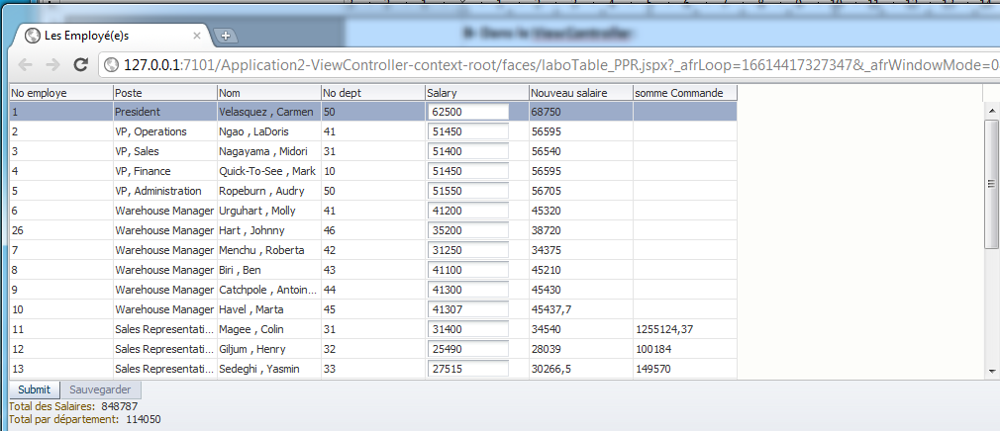 B- Dans le ViewController:
Les Employé(e)s
127.0.0.1:7101/Application2-ViewController-context-root/faces/laboTable_PPR.jspx?_afrLoop=16614417327347&_afrWindowMode=0
No employe Poste Nom No dept Salary Nouveau salaire somme Commande
1 President Velasquez , Carmen 50 62500 68750
2 VP, Operations Ngao , LaDoris 41 51450 56595
3 VP, Sales Nagayama , Midori 31 51400 56540
4 VP, Finance Quick-To-See , Mark 10 51450 56595
5 VP, Administration Ropeburn , Audry 50 51550 56705
6 Warehouse Manager Urguhart , Molly 41 41200 45320
26 Warehouse Manager Hart , Johnny 46 35200 38720
7 Warehouse Manager Menchu , Roberta 42 31250 34375
8 Warehouse Manager Biri , Ben 43 41100 45210
9 Warehouse Manager Catchpole , Antoin... 44 41300 45430
10 Warehouse Manager Havel , Marta 45 41307 45437,7
11 Sales Representati... Magee , Colin 31 31400 34540 1255124,37
12 Sales Representati... Giljum , Henry 32 25490 28039 100184
13 Sales Representati... Sedeghi , Yasmin 33 27515 30266,5 149570
Submit Sauvegarder
Total des Salaires: 848787
Total par département: 114050